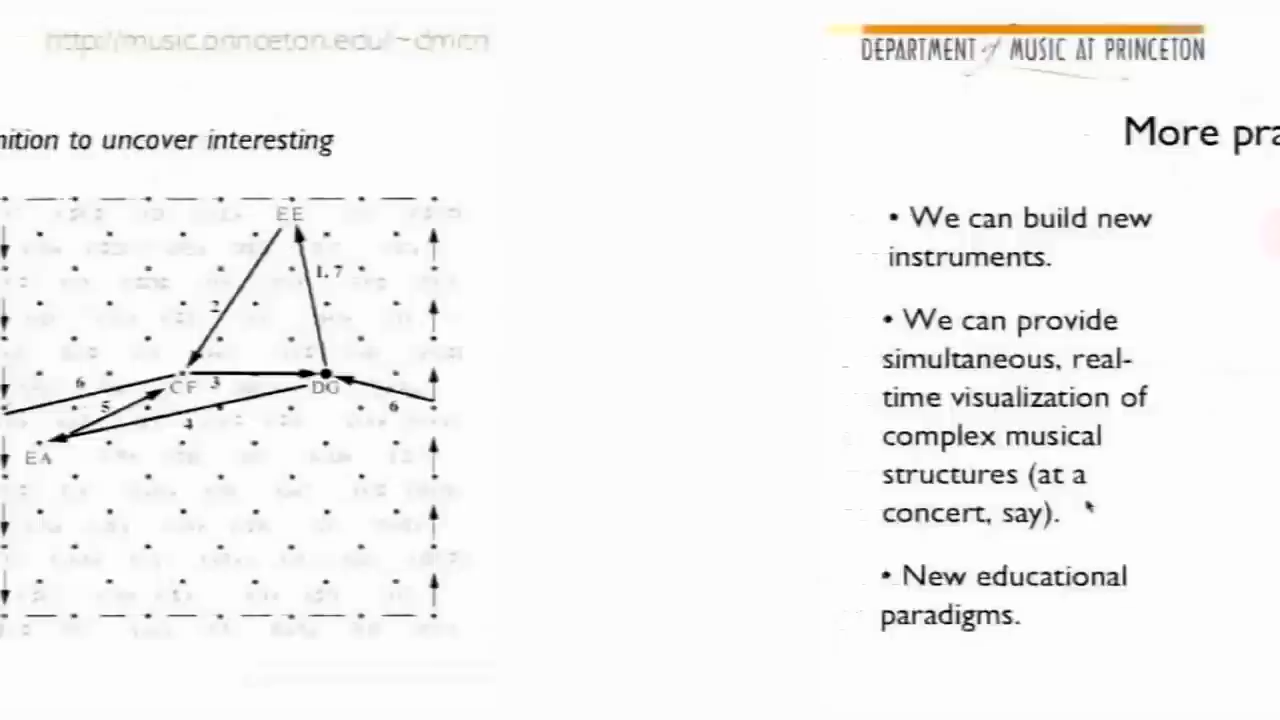 nition to uncover interesting
EE
1, 7
2
6
CF
3
DG
5
6
4
EA
DEPARTMENT of MUSIC AT PRINCETON
More pra
• We can build new
instruments.
• We can provide
simultaneous, real-
time visualization of
complex musical
structures (at a
concert, say).
• New educational
paradigms.